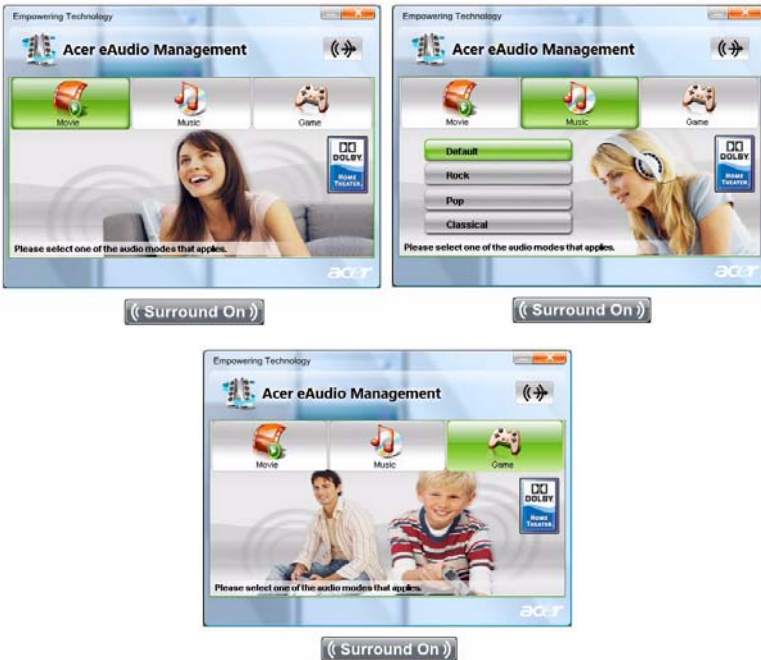 Empowering Technology
Acer eAudio Management
Movie
Music
Game
DOLBY
HOME THEATER
Please select one of the audio modes that applies.
acer
Surround On
Empowering Technology
Acer eAudio Management
Movie
Music
Game
Default
Rock
Pop
Classical
DOLBY
HOME THEATER
Please select one of the audio modes that applies.
acer
Surround On
Empowering Technology
Acer eAudio Management
Movie
Music
Game
DOLBY
HOME THEATER
Please select one of the audio modes that applies.
acer
Surround On